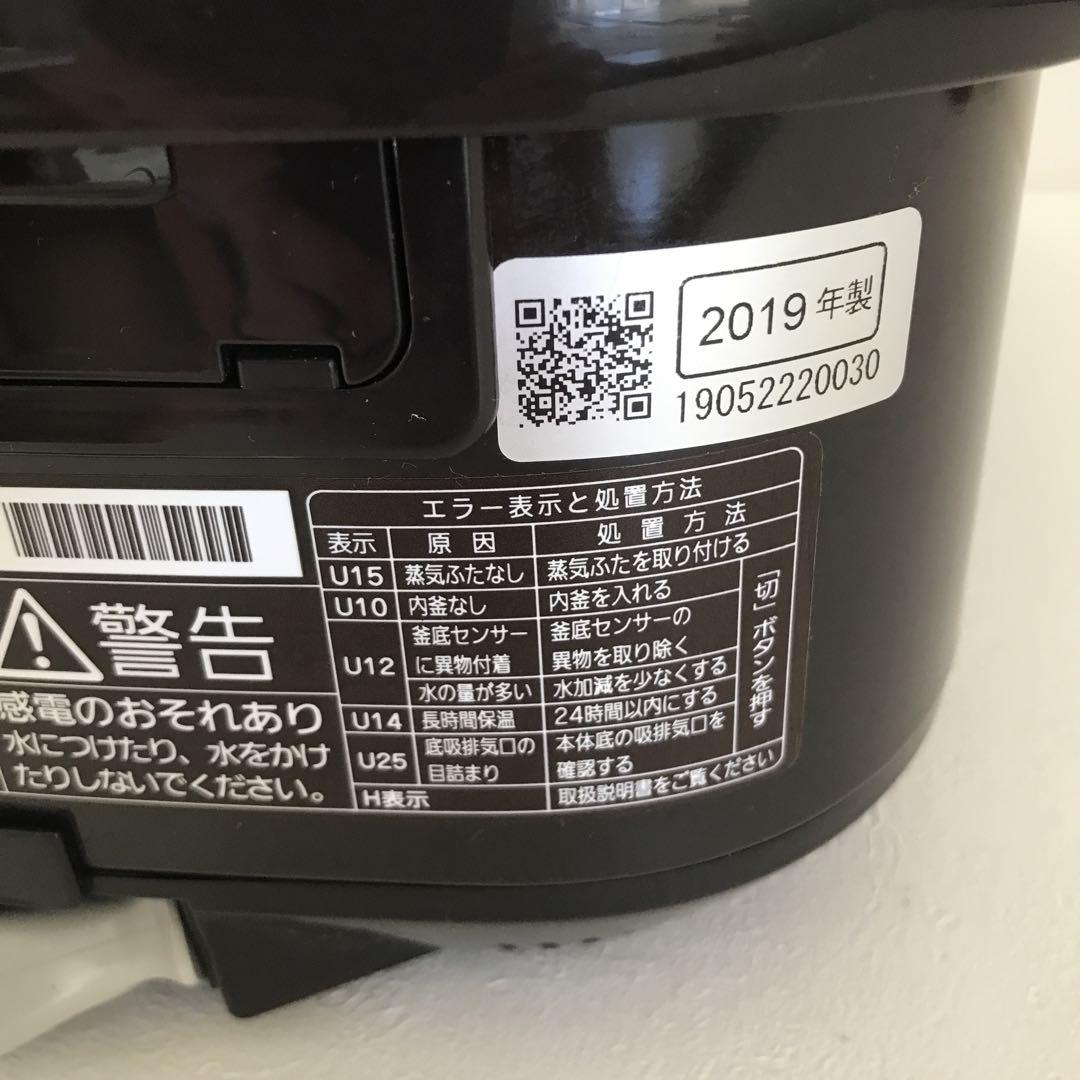 2019 年製
19052220030
エラー表示と処置方法
表示 原因 処置方法
U15 蒸気ふたなし 蒸気ふたを取り付ける
U10 内釜なし 内釜を入れる
U12 釜底センサーに異物付着 釜底センサーの異物を取り除く
水の量が多い 水加減を少なくする
U14 長時間保温 24時間以内にする
U25 底吸排気口の目詰まり 本体底の吸排気口を確認する
「切」ボタンを押す
H表示 取扱説明書をご覧ください
警告
感電のおそれあり
水につけたり、水をかけ
たりしないでください。